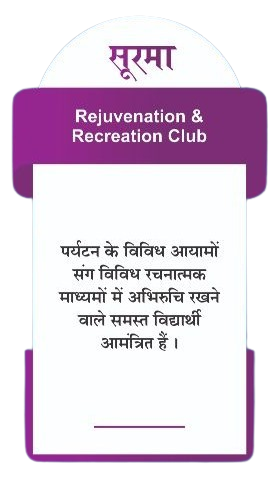 सूरमा
Rejuvenation &
Recreation Club
पर्यटन के विविध आयामों
संग विविध रचनात्मक
माध्यमों में अभिरुचि रखने
वाले समस्त विद्यार्थी
आमंत्रित हैं ।